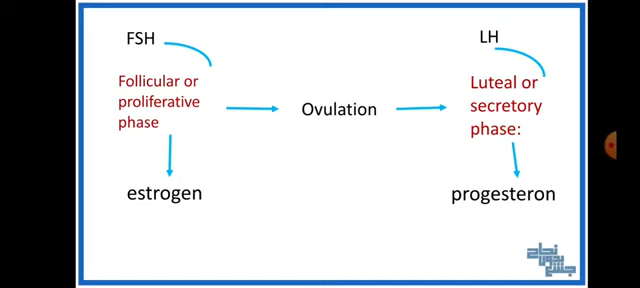 FSH
LH
Follicular or
proliferative
phase
Ovulation
Luteal or
secretory
phase:
estrogen
progesteron